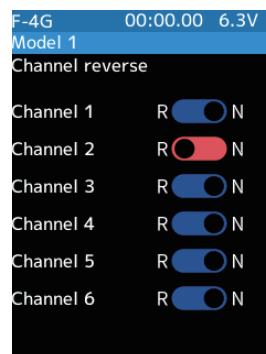 F-4G 00:00.00 6.3V
Model 1
Channel reverse
Channel 1 R N
Channel 2 R N
Channel 3 R N
Channel 4 R N
Channel 5 R N
Channel 6 R N